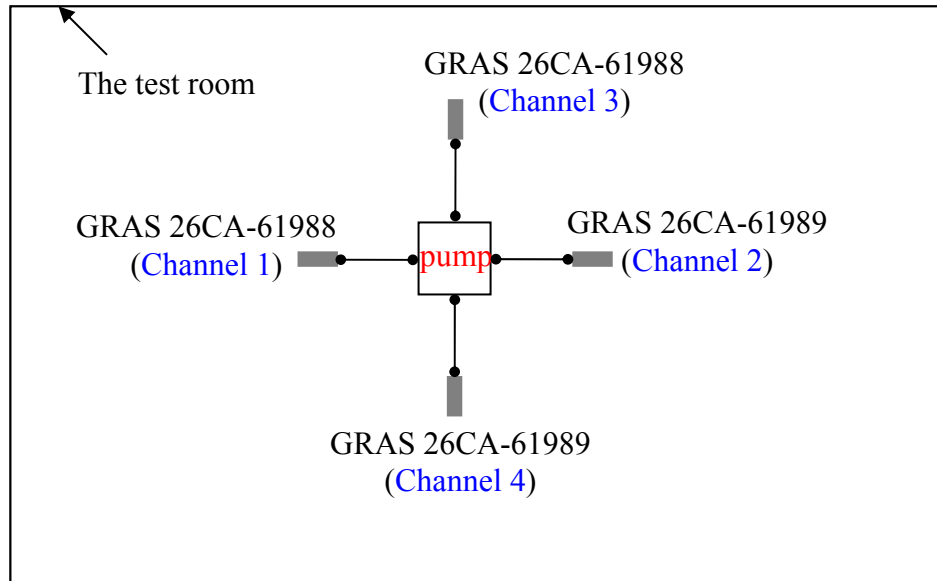 The test room
GRAS 26CA-61988
(Channel 3)
GRAS 26CA-61988
(Channel 1)
pump
GRAS 26CA-61989
(Channel 2)
GRAS 26CA-61989
(Channel 4)